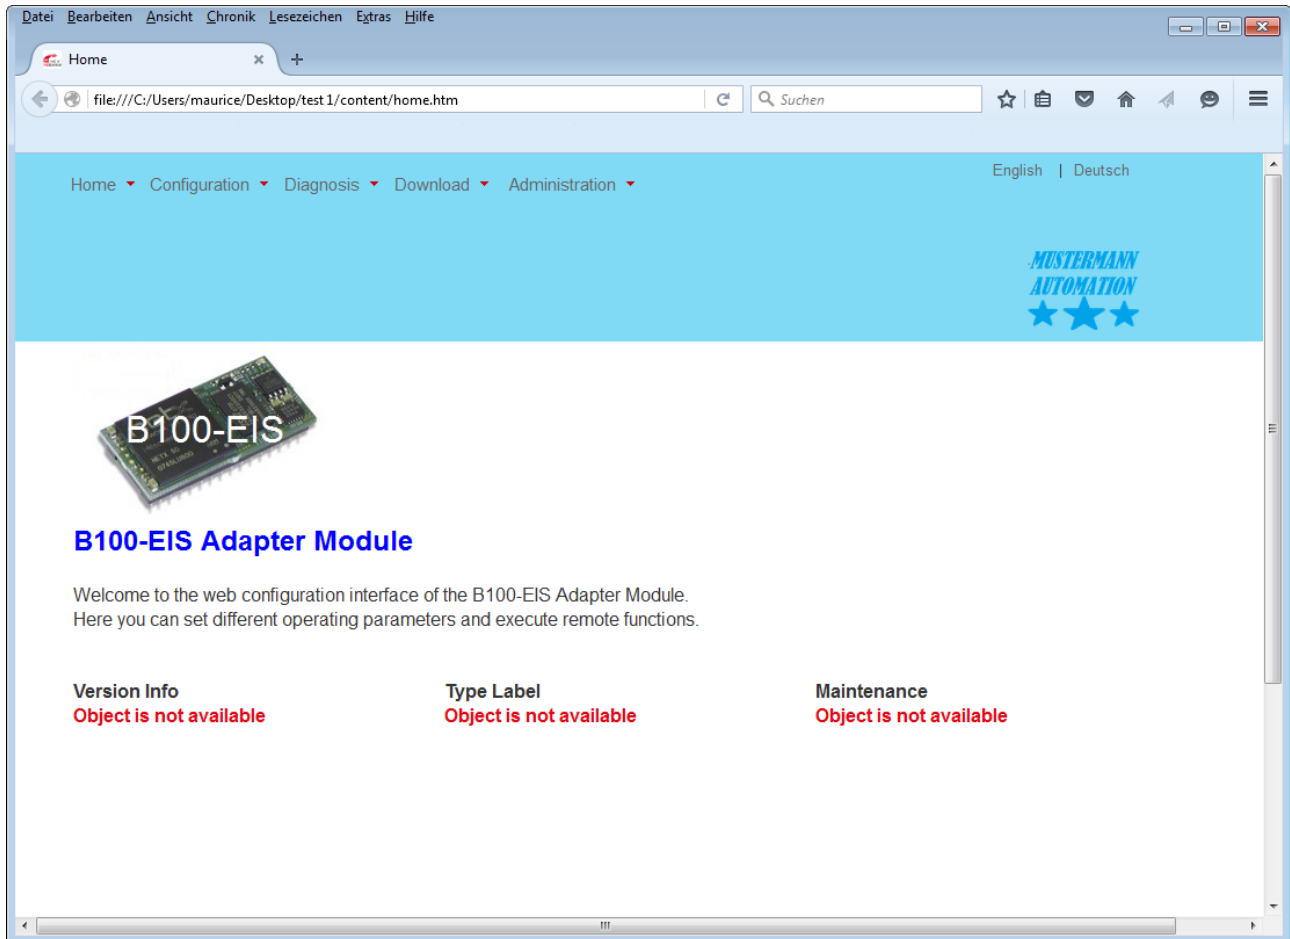 Datei Bearbeiten Ansicht Chronik Lesezeichen Extras Hilfe
Home
file:///C:/Users/maurice/Desktop/test 1/content/home.htm
Suchen
Home Configuration Diagnosis Download Administration
English | Deutsch
MUSTERMANN
AUTOMATION
B100-EIS
NETX 50
B100-EIS Adapter Module
Welcome to the web configuration interface of the B100-EIS Adapter Module.
Here you can set different operating parameters and execute remote functions.
Version Info Type Label Maintenance
Object is not available Object is not available Object is not available